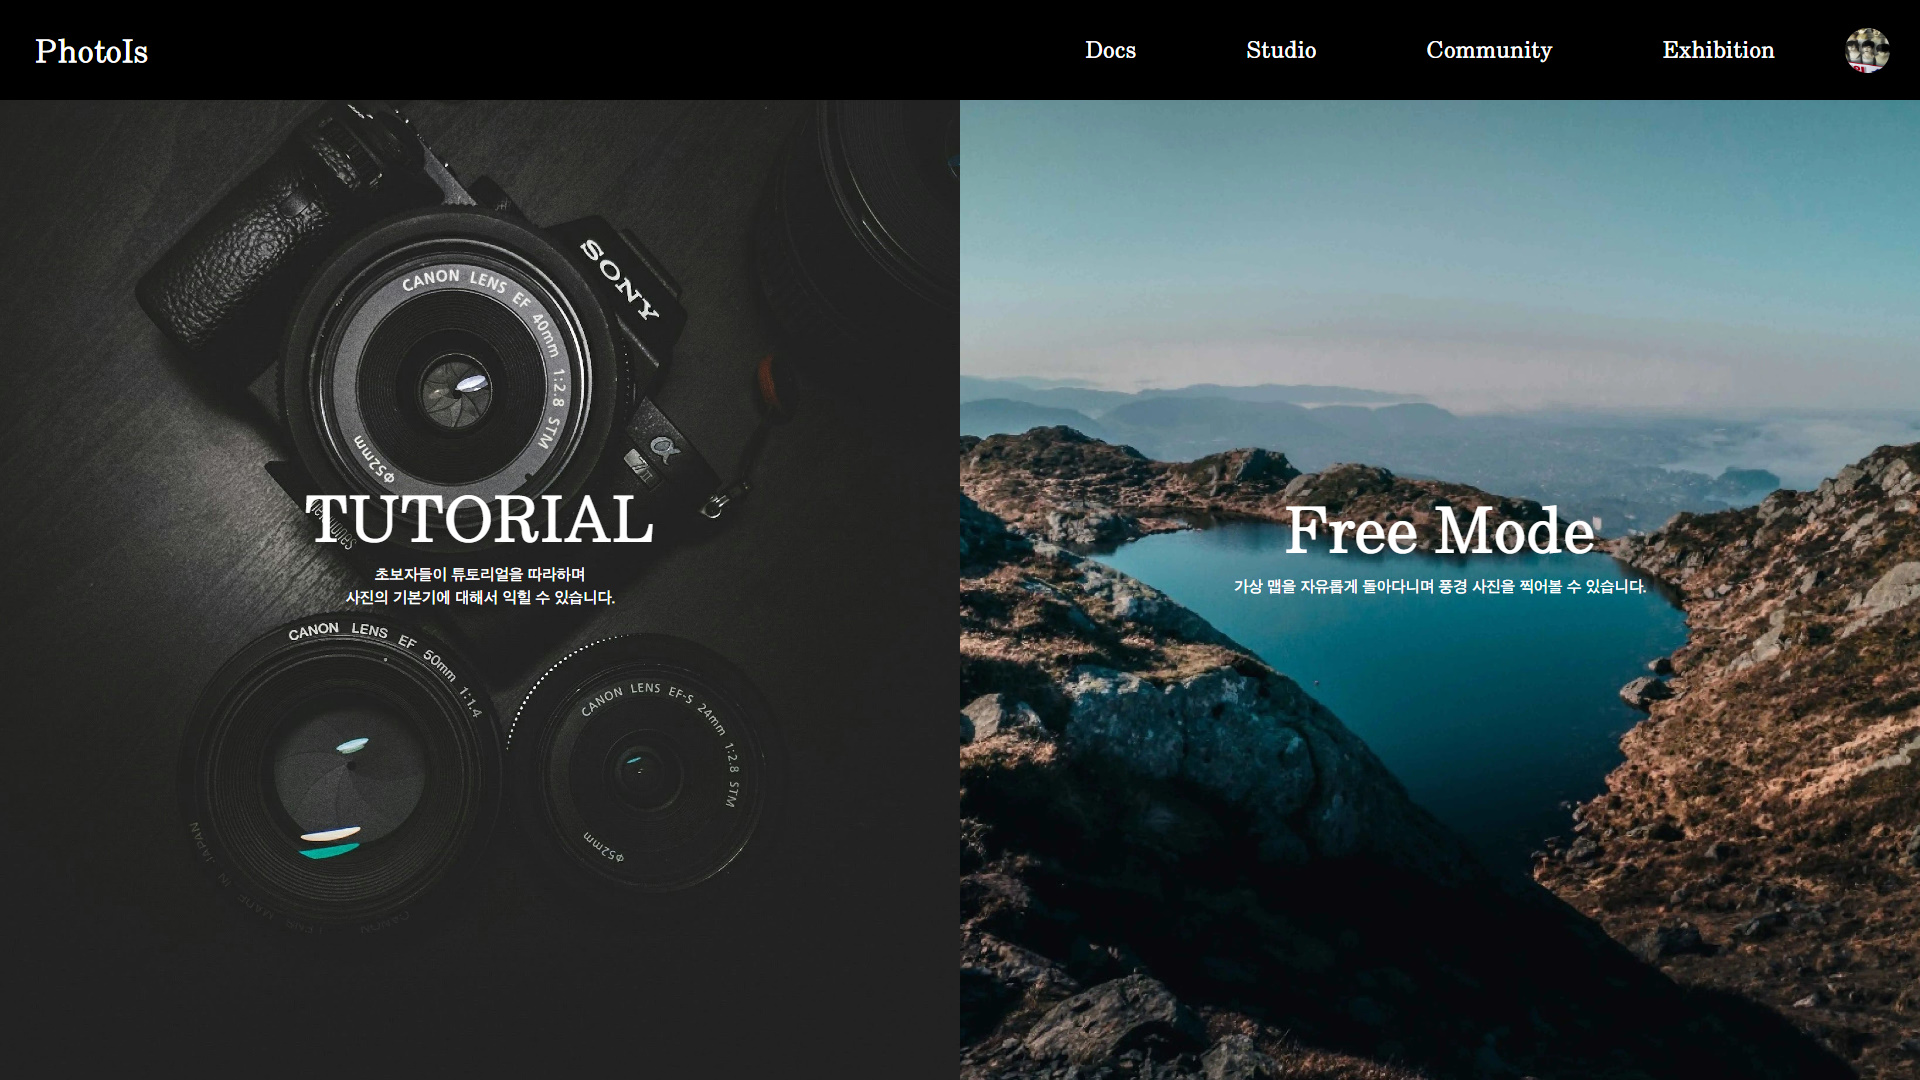 PhotoIs
Docs
Studio
Community
Exhibition
SONY
CANON LENS EF 40mm 1:2.8 STM
Φ52mm
α
7II
TUTORIAL
초보자들이 튜토리얼을 따라하며
사진의 기본기에 대해서 익힐 수 있습니다.
CANON LENS EF 50mm 1:1.4
CANON LENS EF-S 24mm 1:2.8 STM
Φ52mm
Free Mode
가상 맵을 자유롭게 돌아다니며 풍경 사진을 찍어볼 수 있습니다.